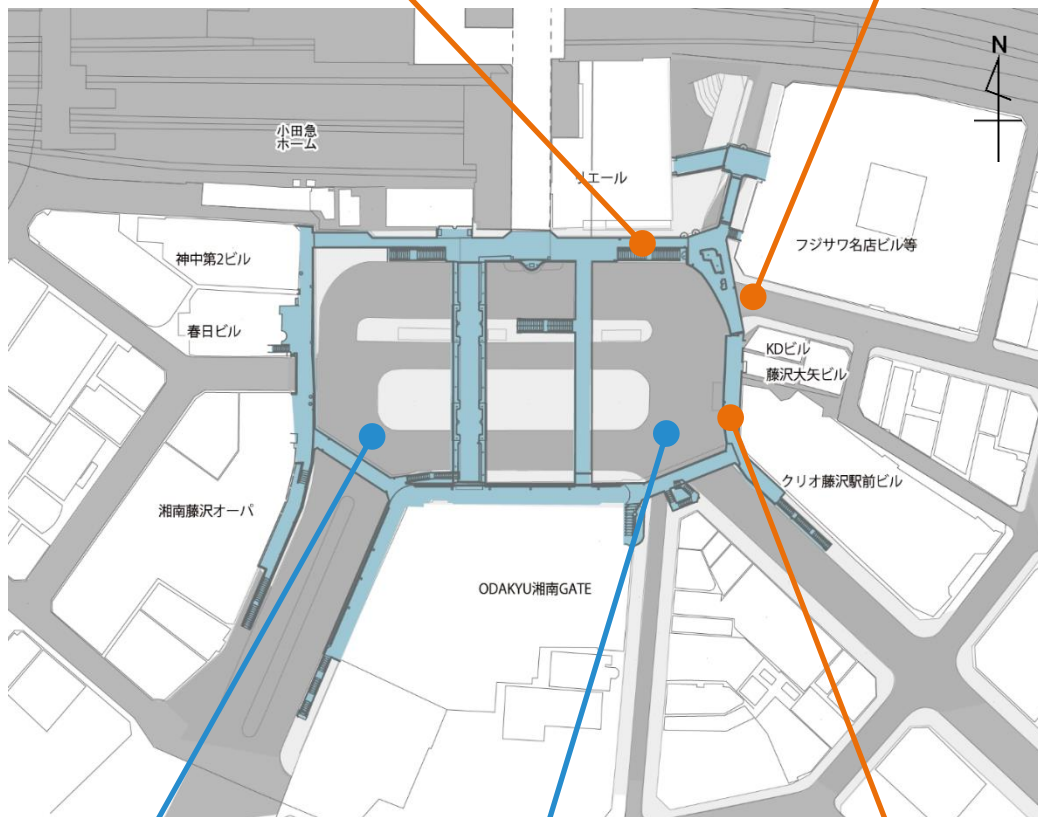 N
小田急
ホーム
リエール
フジサワ名店ビル等
神中第2ビル
春日ビル
KDビル
藤沢大矢ビル
クリオ藤沢駅前ビル
湘南藤沢オーパ
ODAKYU湘南GATE